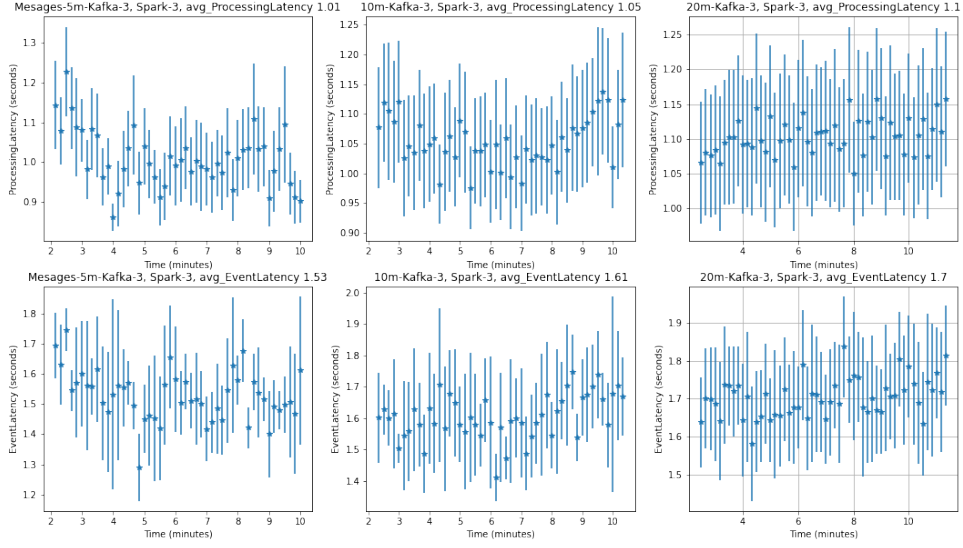 Mesages-5m-Kafka-3, Spark-3, avg_ProcessingLatency 1.01
10m-Kafka-3, Spark-3, avg_ProcessingLatency 1.05
20m-Kafka-3, Spark-3, avg_ProcessingLatency 1.1
ProcessingLatency (seconds)
1.3
1.2
1.1
1.0
0.9
2 3 4 5 6 7 8 9 10
Time (minutes)
ProcessingLatency (seconds)
1.25
1.20
1.15
1.10
1.05
1.00
0.95
0.90
2 3 4 5 6 7 8 9 10
Time (minutes)
ProcessingLatency (seconds)
1.25
1.20
1.15
1.10
1.05
1.00
4 6 8 10
Time (minutes)
Mesages-5m-Kafka-3, Spark-3, avg_EventLatency 1.53
10m-Kafka-3, Spark-3, avg_EventLatency 1.61
20m-Kafka-3, Spark-3, avg_EventLatency 1.7
EventLatency (seconds)
1.8
1.7
1.6
1.5
1.4
1.3
1.2
2 3 4 5 6 7 8 9 10
Time (minutes)
EventLatency (seconds)
2.0
1.9
1.8
1.7
1.6
1.5
1.4
2 3 4 5 6 7 8 9 10
Time (minutes)
EventLatency (seconds)
1.9
1.8
1.7
1.6
1.5
4 6 8 10
Time (minutes)